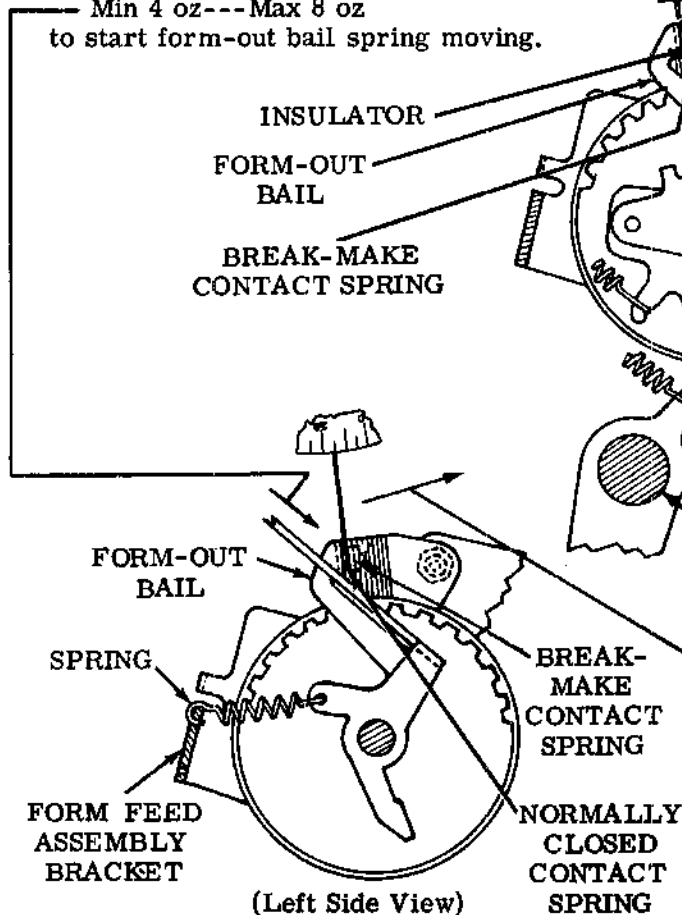 Min 4 oz---Max 8 oz
to start form-out bail spring moving.
INSULATOR
FORM-OUT
BAIL
BREAK-MAKE
CONTACT SPRING
FORM-OUT
BAIL
SPRING
BREAK-
MAKE
CONTACT
SPRING
FORM FEED
ASSEMBLY
BRACKET
NORMALLY
CLOSED
CONTACT
SPRING
(Left Side View)